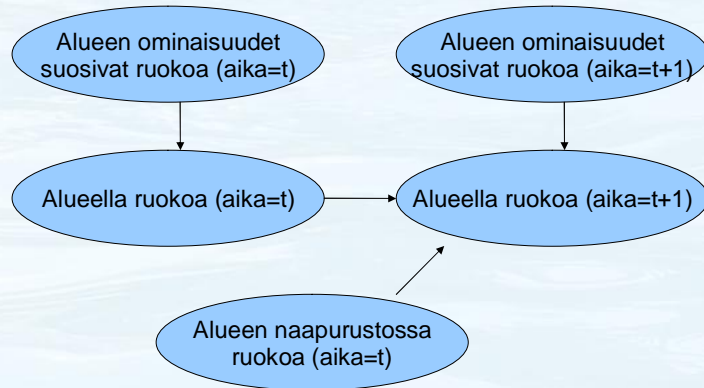 Alueen ominaisuudet
suosivat ruokoa (aika=t)
Alueen ominaisuudet
suosivat ruokoa (aika=t+1)
Alueella ruokoa (aika=t)
Alueella ruokoa (aika=t+1)
Alueen naapurustossa
ruokoa (aika=t)